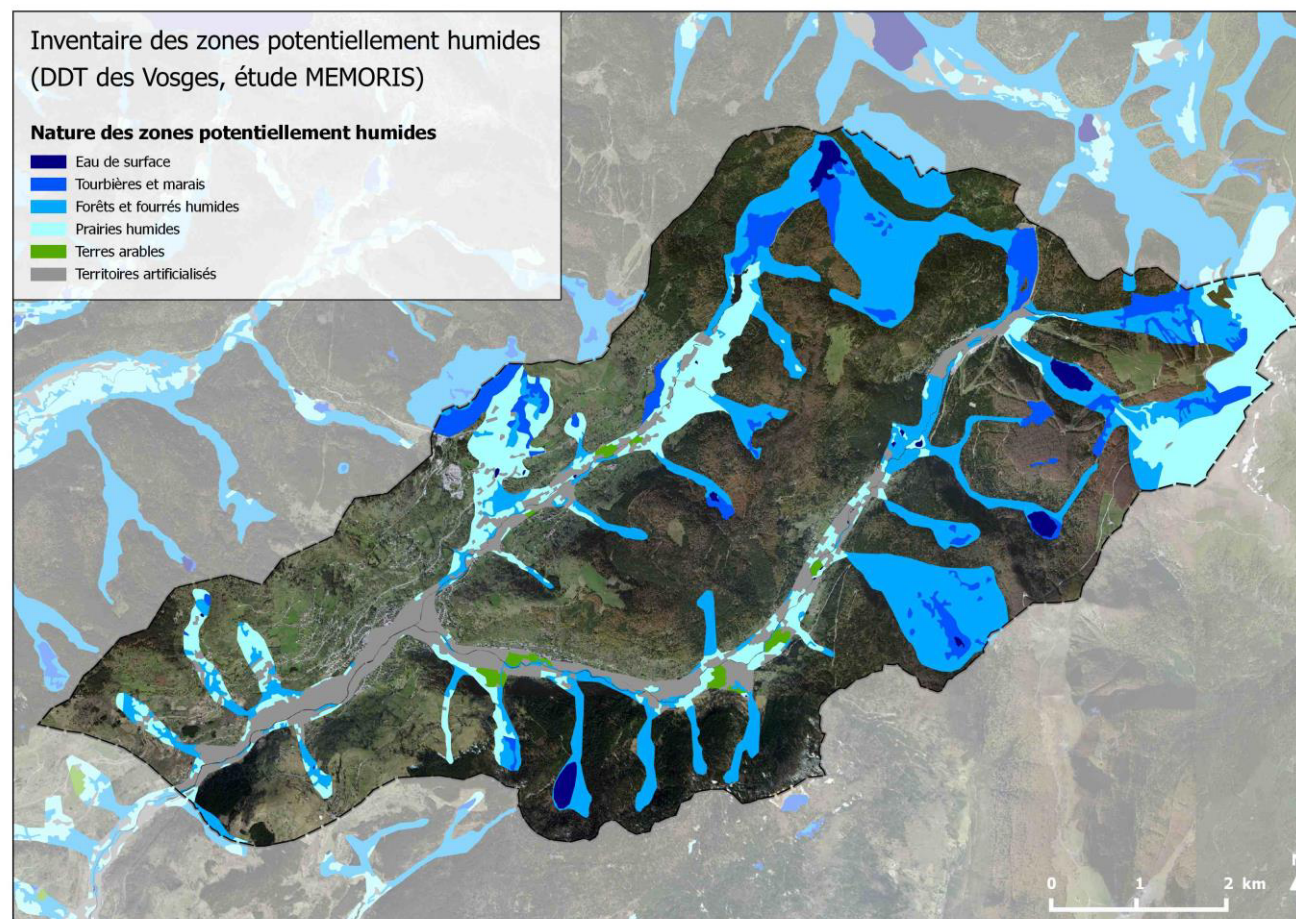 Inventaire des zones potentiellement humides
(DDT des Vosges, étude MEMORIS)
Nature des zones potentiellement humides
Eau de surface
Tourbières et marais
Forêts et fourrés humides
Prairies humides
Terres arables
Territoires artificialisés
0 1 2 km